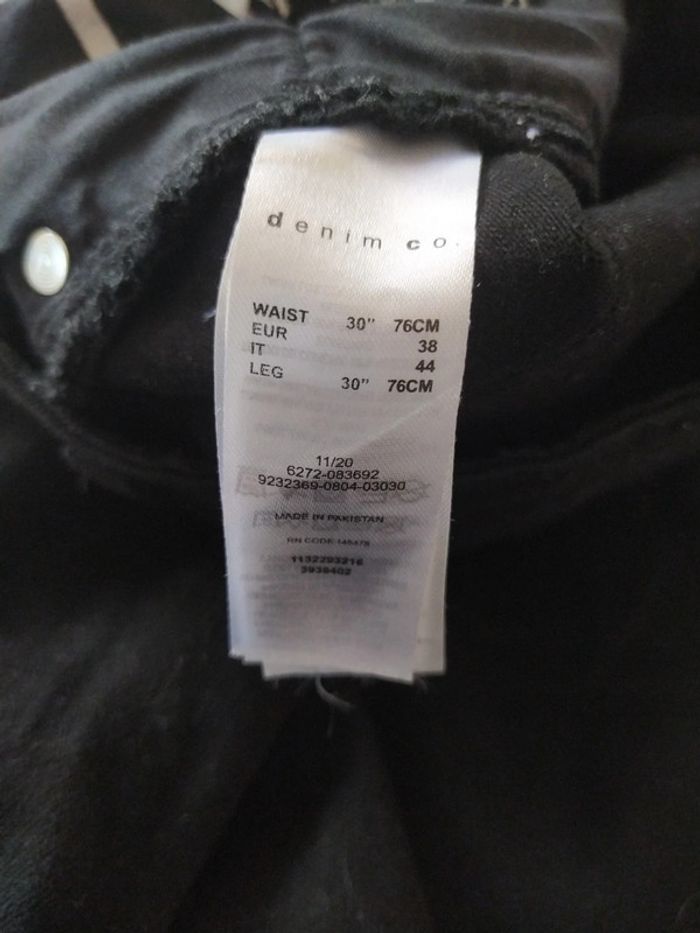 denim co.
WAIST 30" 76CM
EUR 38
IT 44
LEG 30" 76CM
11/20
6272-083692
9232369-0804-03030
MADE IN PAKISTAN
RN CODE
1132293216
3938402